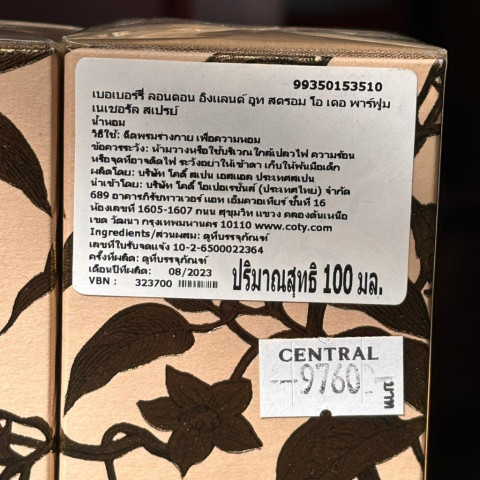 99350153510
เบอเบอร์รี่ ลอนดอน อิงแลนด์ อูท สตรอม โอ เดอ พาร์ฟูม
เนเชอรัล สเปรย์
น้ำหอม
วิธีใช้: ฉีดพรมร่างกาย เพื่อความหอม
ข้อควรระวัง: ห้ามวางหรือใช้บริเวณใกล้เปลวไฟ ความร้อน
หรือจุดที่อาจติดไฟ ระวังอย่าให้เข้าตา เก็บให้พ้นมือเด็ก
ผลิตโดย: บริษัท โคตี้ สเปน เอสแอล ประเทศสเปน
นำเข้าโดย: บริษัท โคตี้ โอเปอเรชั่นส์ (ประเทศไทย) จำกัด
689 อาคารภิรัชทาวเวอร์ แอท เอ็มควอเทียร์ ชั้นที่ 16
ห้องเลขที่ 1605-1607 ถนน สุขุมวิท แขวง คลองตันเหนือ
เขต วัฒนา กรุงเทพมหานคร 10110 www.coty.com
Ingredients/ส่วนผสม: ดูที่บรรจุภัณฑ์
เลขที่ใบรับจดแจ้ง 10-2-6500022364
ครั้งที่ผลิต: ดูที่บรรจุภัณฑ์
เดือนปีที่ผลิต: 08/2023
VBN : 323700
ปริมาณสุทธิ 100 มล.
CENTRAL
9760
บาท